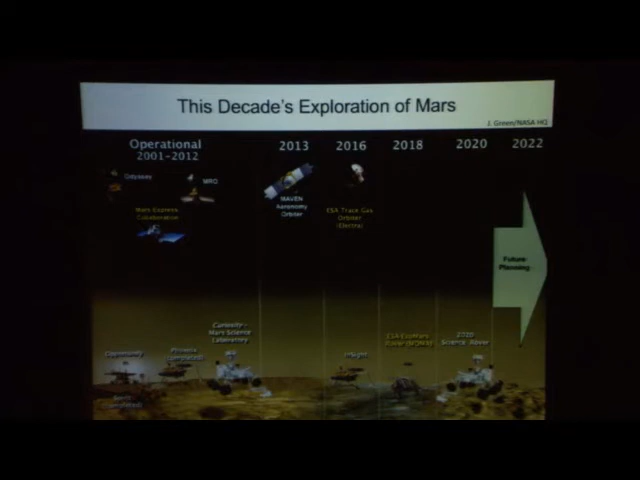 This Decade's Exploration of Mars
J. Green/NASA HQ
Operational
2001-2012
2013
2016
2018
2020
2022
Odyssey
MRO
Mars Express
Collaboration
MAVEN
Aeronomy
Orbiter
ESA Trace Gas
Orbiter
(Electra)
Future
Planning
Curiosity –
Mars Science
Laboratory
Opportunity
Phoenix
(completed)
InSight
ESA ExoMars
Rover (MOMA)
2020
Science Rover
Spirit
(completed)